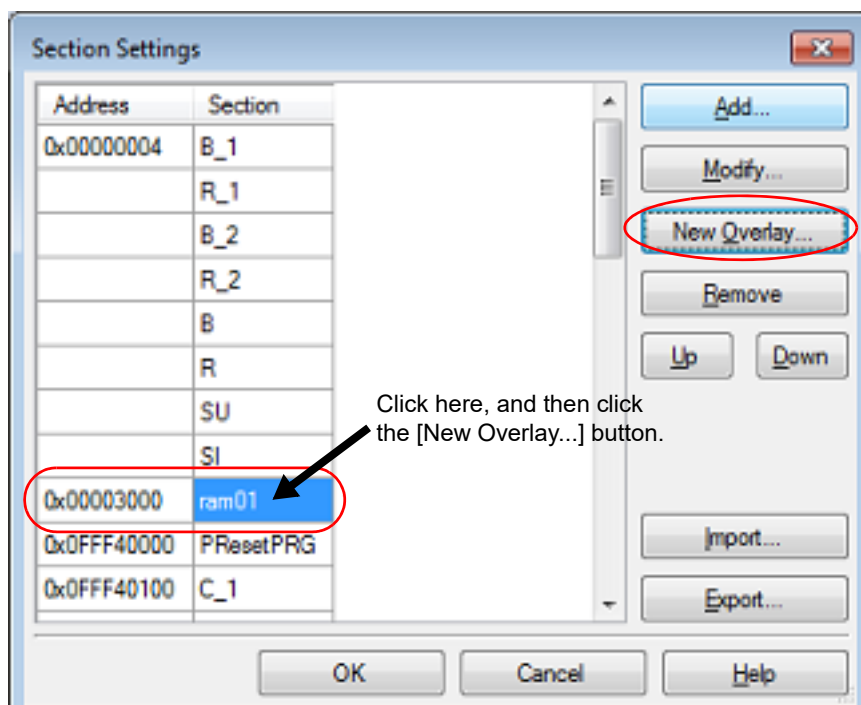 Section Settings
Address Section
0x00000004 B_1
R_1
B_2
R_2
B
R
SU
SI
0x00003000 ram01
0x0FFF40000 PResetPRG
0x0FFF40100 C_1
Add...
Modify...
New Overlay...
Remove
Up Down
Click here, and then click
the [New Overlay...] button.
Import...
Export...
OK Cancel Help